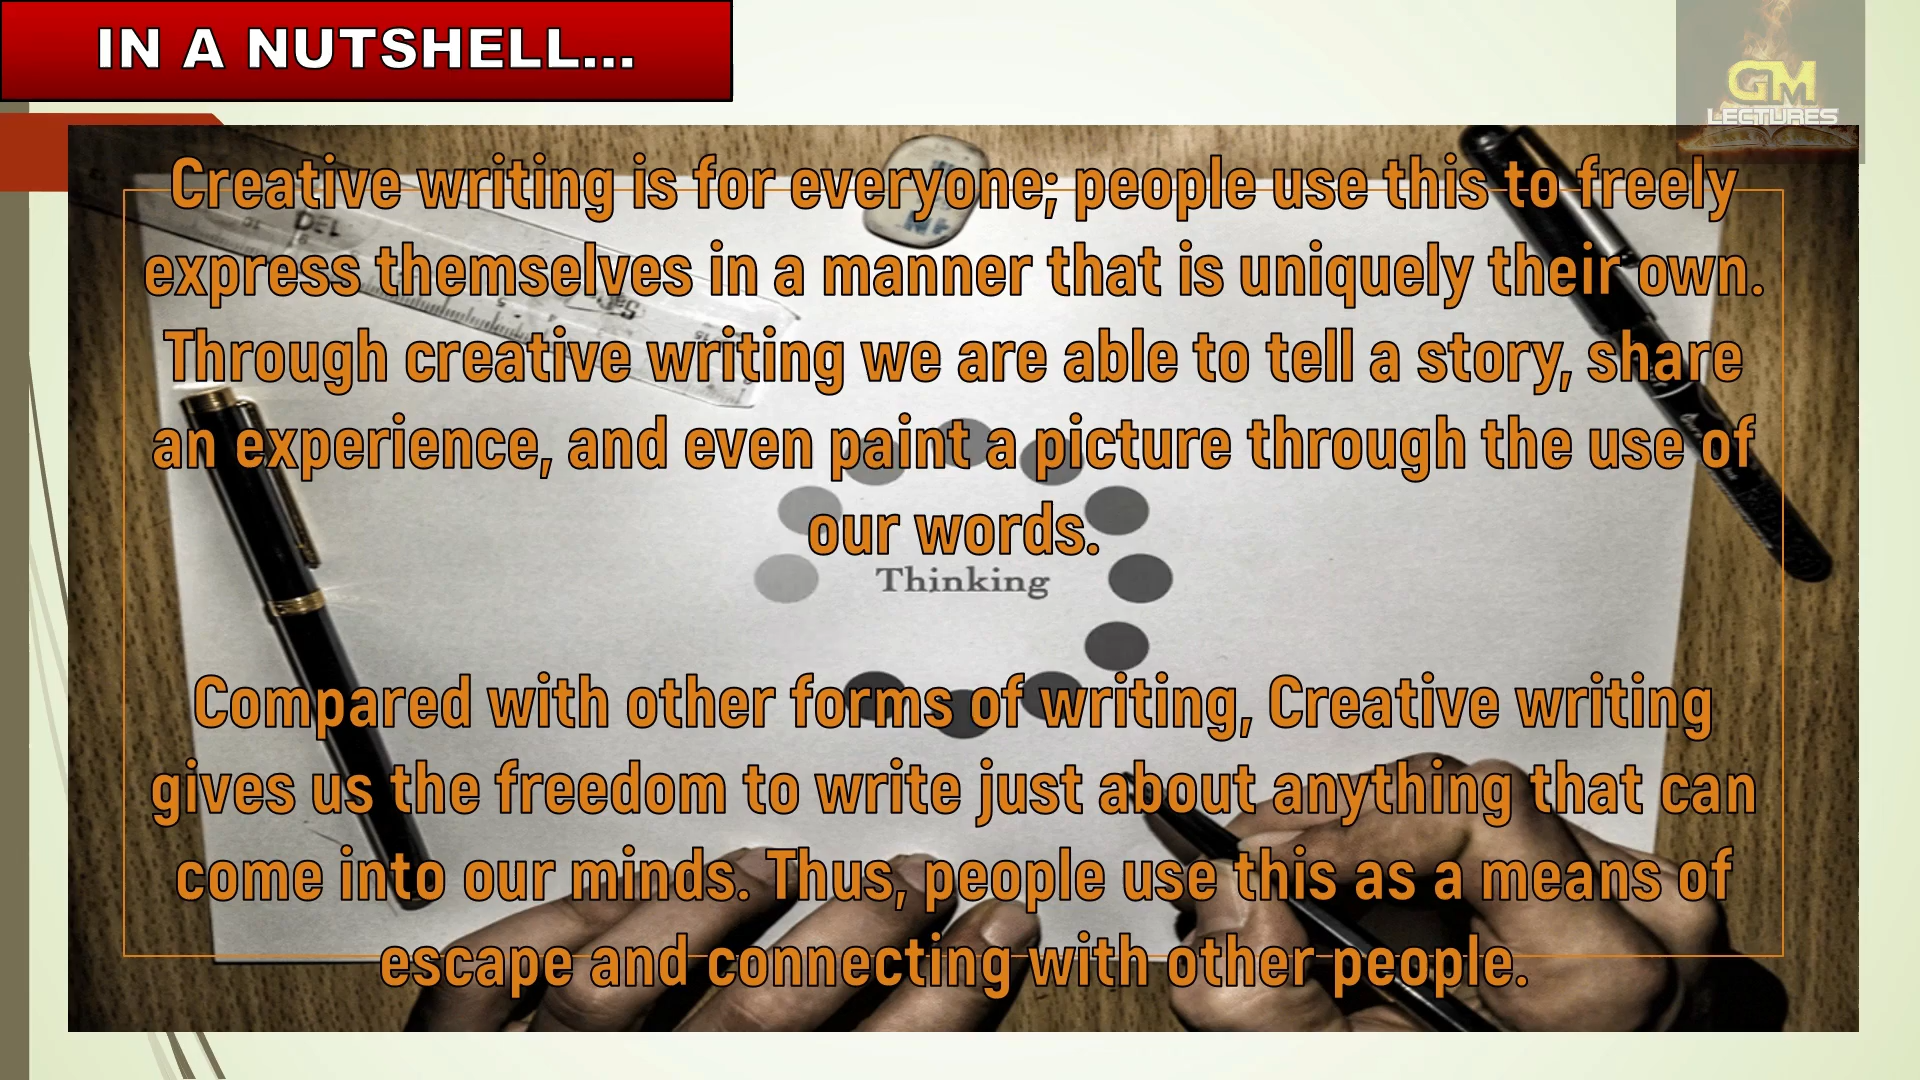 IN A NUTSHELL...
GM
LECTURES
Creative writing is for everyone; people use this to freely
express themselves in a manner that is uniquely their own.
Through creative writing we are able to tell a story, share
an experience, and even paint a picture through the use of
our words.
Thinking
Compared with other forms of writing, Creative writing
gives us the freedom to write just about anything that can
come into our minds. Thus, people use this as a means of
escape and connecting with other people.